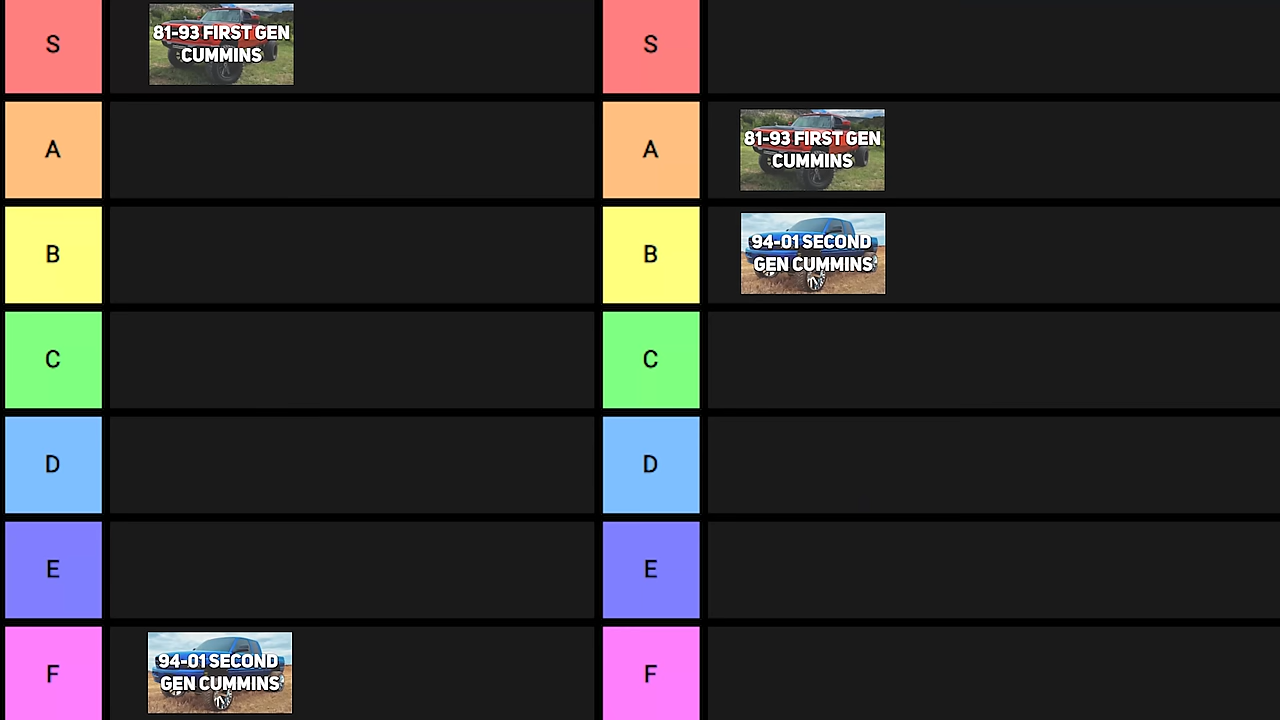 S
81-93 FIRST GEN
CUMMINS
S
A
A
81-93 FIRST GEN
CUMMINS
B
B
94-01 SECOND
GEN CUMMINS
C
C
D
D
E
E
F
94-01 SECOND
GEN CUMMINS
F